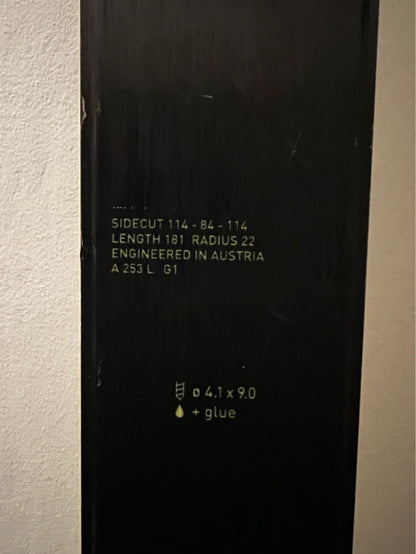 SIDECUT 114 - 84 - 114
LENGTH 181 RADIUS 22
ENGINEERED IN AUSTRIA
A 253 L G1
ø 4.1 x 9.0
+ glue